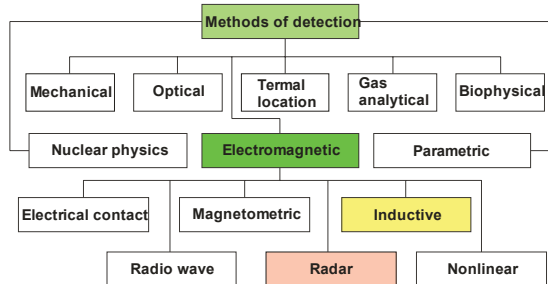 Methods of detection
Mechanical
Optical
Termal
location
Gas
analytical
Biophysical
Nuclear physics
Electromagnetic
Parametric
Electrical contact
Magnetometric
Inductive
Radio wave
Radar
Nonlinear